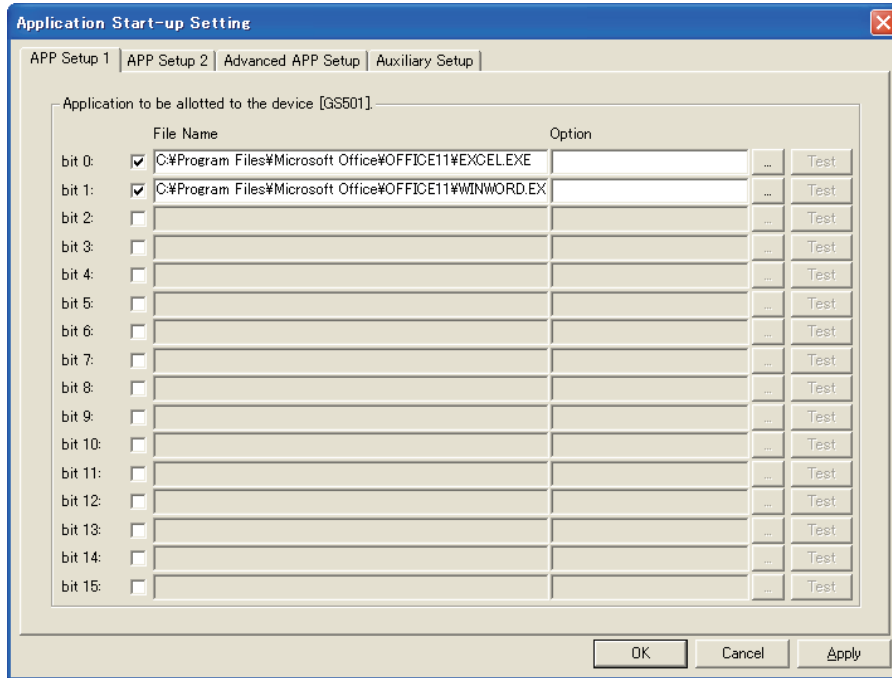 Application Start-up Setting
APP Setup 1 APP Setup 2 Advanced APP Setup Auxiliary Setup
Application to be allotted to the device [GS501].
File Name Option
bit 0: C:¥Program Files¥Microsoft Office¥OFFICE11¥EXCEL.EXE ... Test
bit 1: C:¥Program Files¥Microsoft Office¥OFFICE11¥WINWORD.EX ... Test
bit 2: ... Test
bit 3: ... Test
bit 4: ... Test
bit 5: ... Test
bit 6: ... Test
bit 7: ... Test
bit 8: ... Test
bit 9: ... Test
bit 10: ... Test
bit 11: ... Test
bit 12: ... Test
bit 13: ... Test
bit 14: ... Test
bit 15: ... Test
OK Cancel Apply